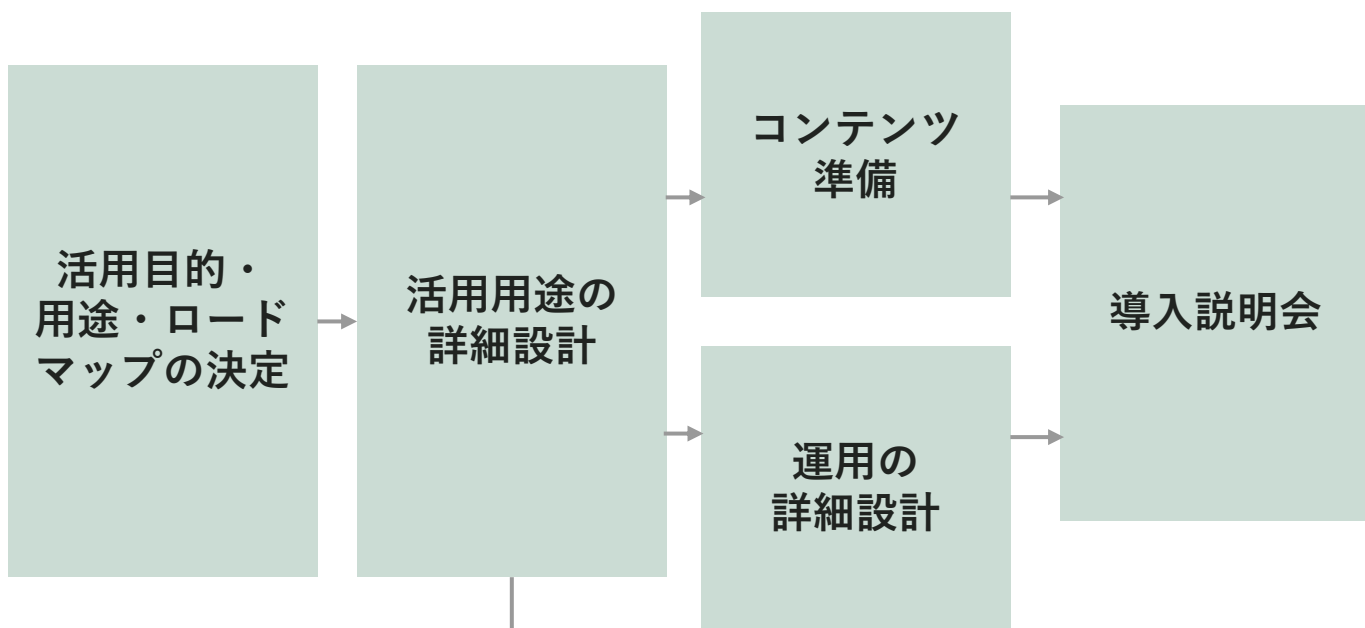 活用目的・
用途・ロード
マップの決定
活用用途の
詳細設計
コンテンツ
準備
運用の
詳細設計
導入説明会